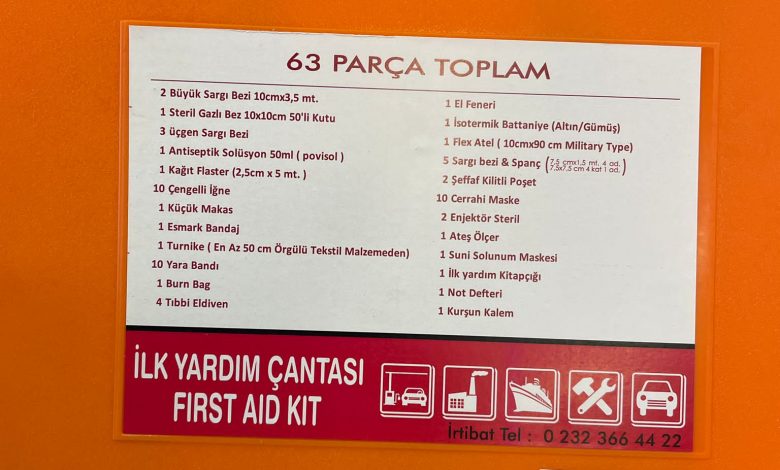 63 PARÇA TOPLAM
2 Büyük Sargı Bezi 10cmx3,5 mt.
1 Steril Gazlı Bez 10x10cm 50'li Kutu
3 üçgen Sargı Bezi
1 Antiseptik Solüsyon 50ml ( povisol )
1 Kağıt Flaster (2,5cm x 5 mt. )
10 Çengelli İğne
1 Küçük Makas
1 Esmark Bandaj
1 Turnike ( En Az 50 cm Örgülü Tekstil Malzemeden)
10 Yara Bandı
1 Burn Bag
4 Tıbbi Eldiven
1 El Feneri
1 İsotermik Battaniye (Altın/Gümüş)
1 Flex Atel ( 10cmx90 cm Military Type)
5 Sargı bezi & Spanç (7,5 cmx1,5 mt. 4 ad. 7,5x7,5 cm 4 kat 1 ad.)
2 Şeffaf Kilitli Poşet
10 Cerrahi Maske
2 Enjektör Steril
1 Ateş Ölçer
1 Suni Solunum Maskesi
1 İlk yardım Kitapçığı
1 Not Defteri
1 Kurşun Kalem
İLK YARDIM ÇANTASI
FIRST AID KIT
İrtibat Tel : 0 232 366 44 22